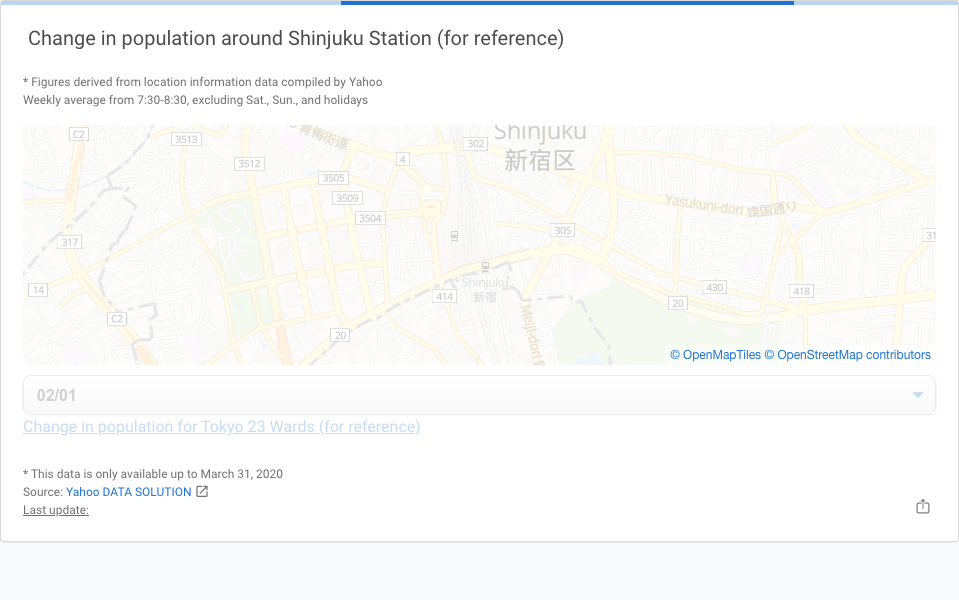 Change in population around Shinjuku Station (for reference)
* Figures derived from location information data compiled by Yahoo
Weekly average from 7:30-8:30, excluding Sat., Sun., and holidays
C2
3513
青梅街道
302
Shinjuku
新宿区
3512
4
3505
3509
3504
Yasukuni-dori 靖国通り
317
305
31
14
414
Shinjuku
新宿
430
418
20
C2
20
Meiji-dori
© OpenMapTiles © OpenStreetMap contributors
02/01
Change in population for Tokyo 23 Wards (for reference)
* This data is only available up to March 31, 2020
Source: Yahoo DATA SOLUTION
Last update: